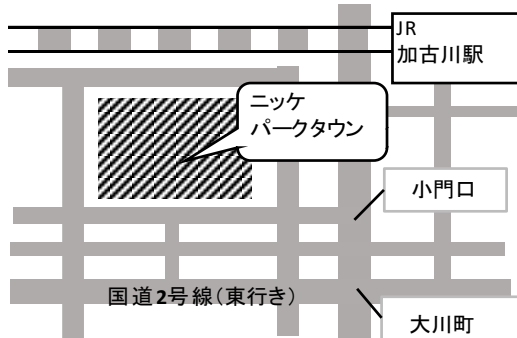 JR
加古川駅
ニッケ
パークタウン
小門口
国道2号線(東行き)
大川町